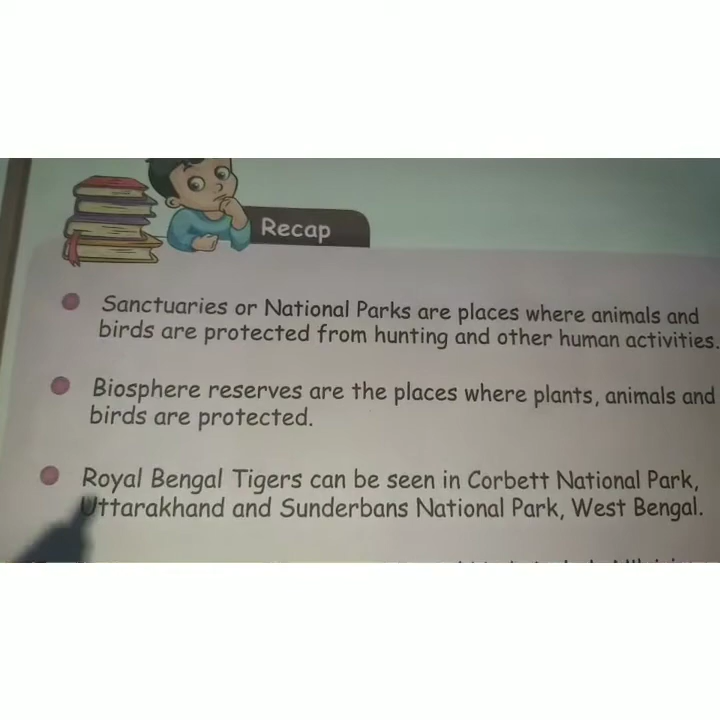 Recap
Sanctuaries or National Parks are places where animals and
birds are protected from hunting and other human activities.
Biosphere reserves are the places where plants, animals and
birds are protected.
Royal Bengal Tigers can be seen in Corbett National Park,
Uttarakhand and Sunderbans National Park, West Bengal.